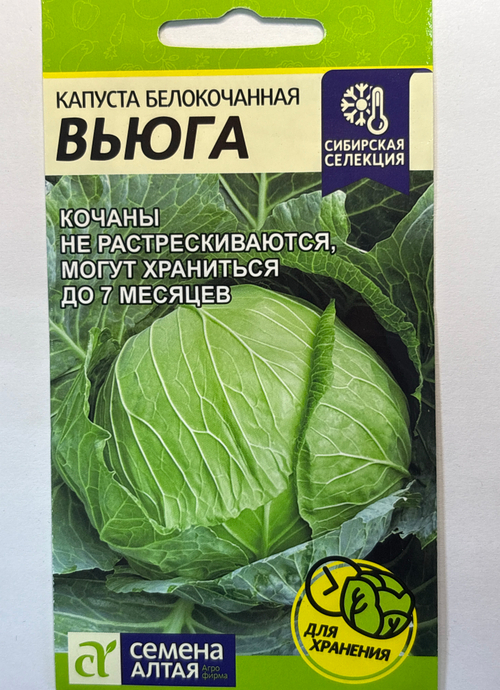 КАПУСТА БЕЛОКОЧАННАЯ
ВЬЮГА
СИБИРСКАЯ
СЕЛЕКЦИЯ
КОЧАНЫ
НЕ РАСТРЕСКИВАЮТСЯ,
МОГУТ ХРАНИТЬСЯ
ДО 7 МЕСЯЦЕВ
ДЛЯ
ХРАНЕНИЯ
семена
АЛТАЯ
Агро
фирма